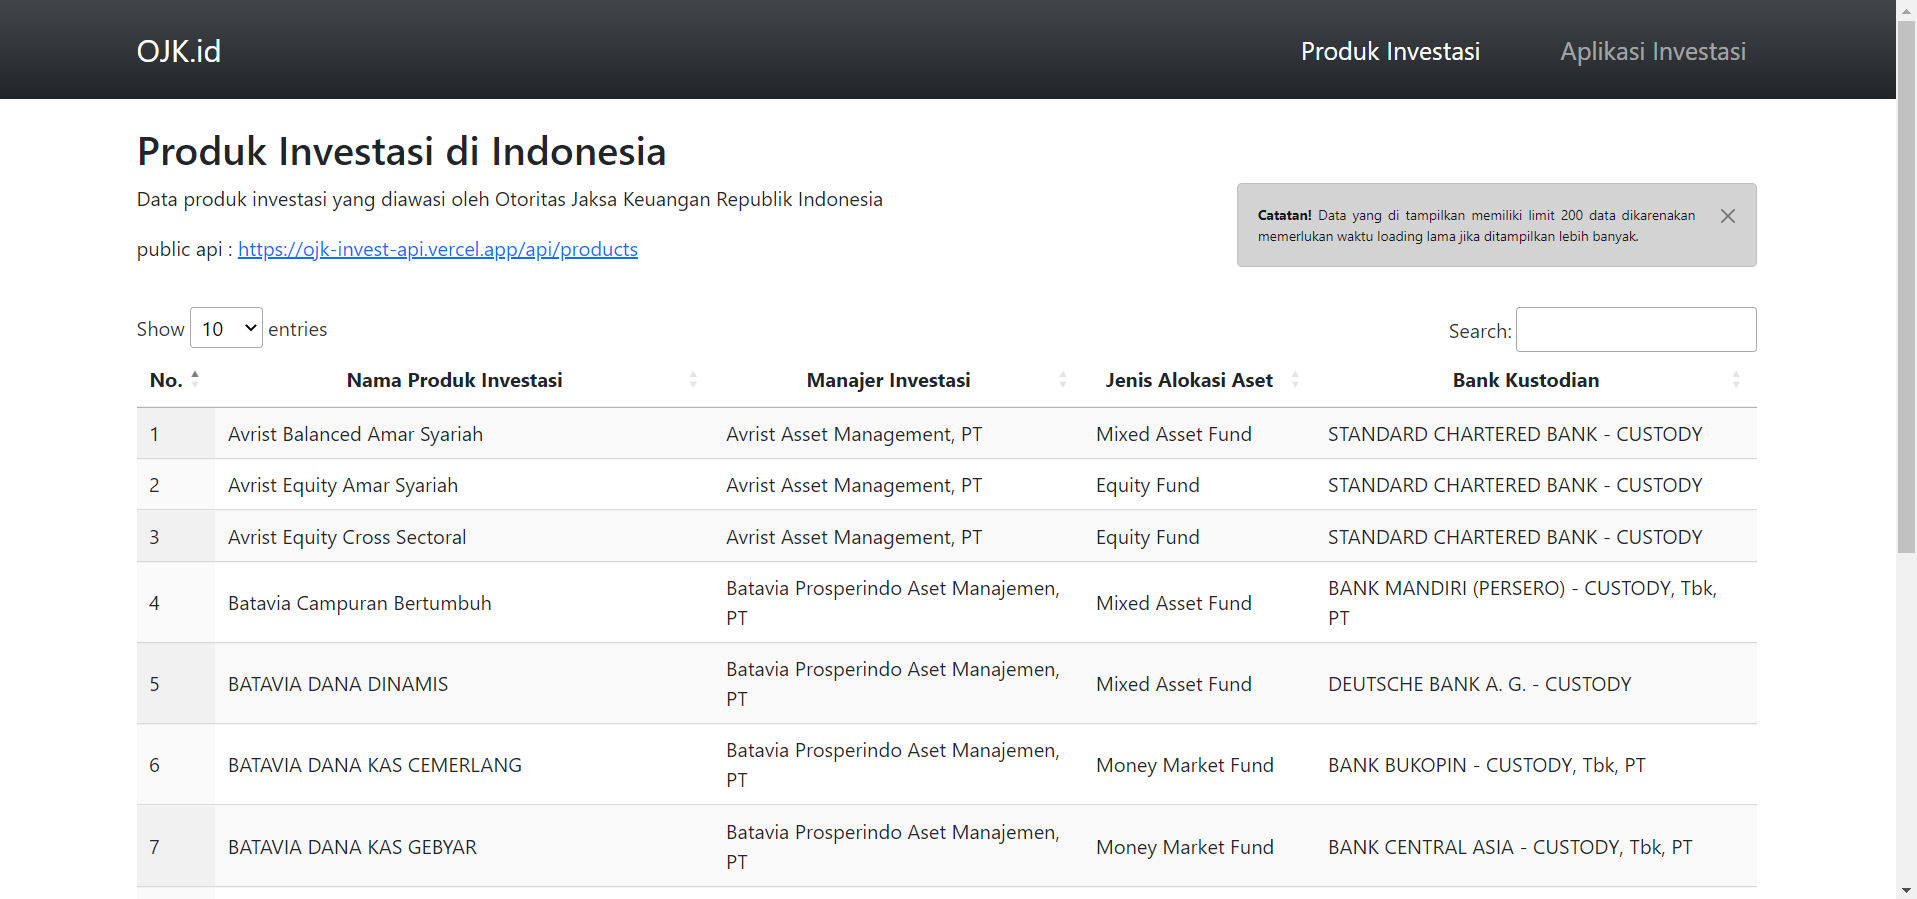 OJK.id
Produk Investasi
Aplikasi Investasi
Produk Investasi di Indonesia
Data produk investasi yang diawasi oleh Otoritas Jaksa Keuangan Republik Indonesia
public api : https://ojk-invest-api.vercel.app/api/products
Catatan! Data yang di tampilkan memiliki limit 200 data dikarenakan
memerlukan waktu loading lama jika ditampilkan lebih banyak.
Show 10 entries
Search:
No. Nama Produk Investasi Manajer Investasi Jenis Alokasi Aset Bank Kustodian
1 Avrist Balanced Amar Syariah Avrist Asset Management, PT Mixed Asset Fund STANDARD CHARTERED BANK - CUSTODY
2 Avrist Equity Amar Syariah Avrist Asset Management, PT Equity Fund STANDARD CHARTERED BANK - CUSTODY
3 Avrist Equity Cross Sectoral Avrist Asset Management, PT Equity Fund STANDARD CHARTERED BANK - CUSTODY
4 Batavia Campuran Bertumbuh Batavia Prosperindo Aset Manajemen, PT Mixed Asset Fund BANK MANDIRI (PERSERO) - CUSTODY, Tbk, PT
5 BATAVIA DANA DINAMIS Batavia Prosperindo Aset Manajemen, PT Mixed Asset Fund DEUTSCHE BANK A. G. - CUSTODY
6 BATAVIA DANA KAS CEMERLANG Batavia Prosperindo Aset Manajemen, PT Money Market Fund BANK BUKOPIN - CUSTODY, Tbk, PT
7 BATAVIA DANA KAS GEBYAR Batavia Prosperindo Aset Manajemen, PT Money Market Fund BANK CENTRAL ASIA - CUSTODY, Tbk, PT